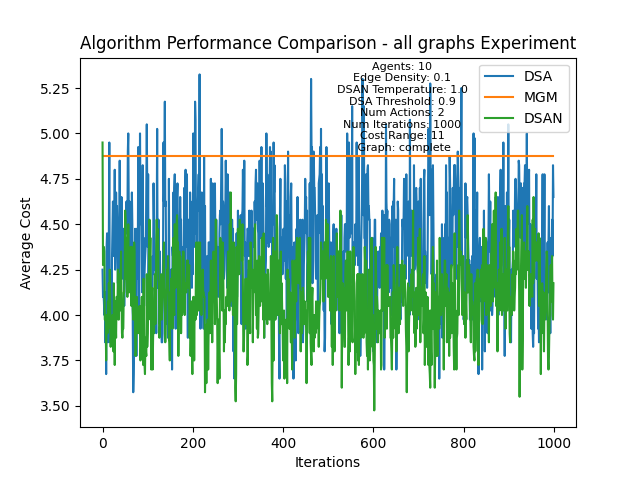 Algorithm Performance Comparison - all graphs Experiment
Agents: 10
Edge Density: 0.1
DSAN Temperature: 1.0
DSA Threshold: 0.9
Num Actions: 2
Num Iterations: 1000
Cost Range: 11
Graph: complete
DSA
MGM
DSAN
5.25
5.00
4.75
4.50
4.25
4.00
3.75
3.50
Average Cost
0 200 400 600 800 1000
Iterations